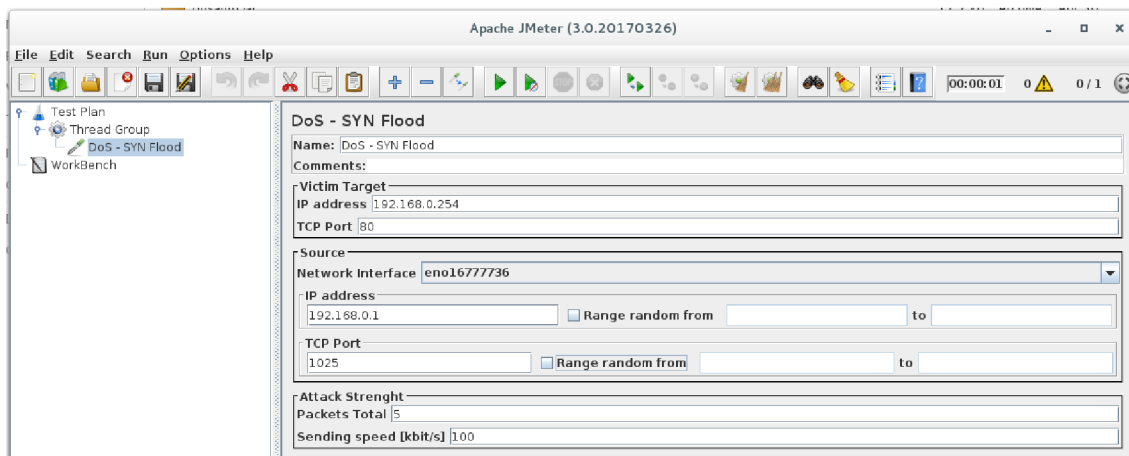 Apache JMeter (3.0.20170326)
File Edit Search Run Options Help
00:00:01 0 0 / 1
Test Plan
Thread Group
DoS - SYN Flood
WorkBench
DoS - SYN Flood
Name: DoS - SYN Flood
Comments:
Victim Target
IP address 192.168.0.254
TCP Port 80
Source
Network Interface eno16777736
IP address
192.168.0.1 Range random from to
TCP Port
1025 Range random from to
Attack Strenght
Packets Total 5
Sending speed [kbit/s] 100